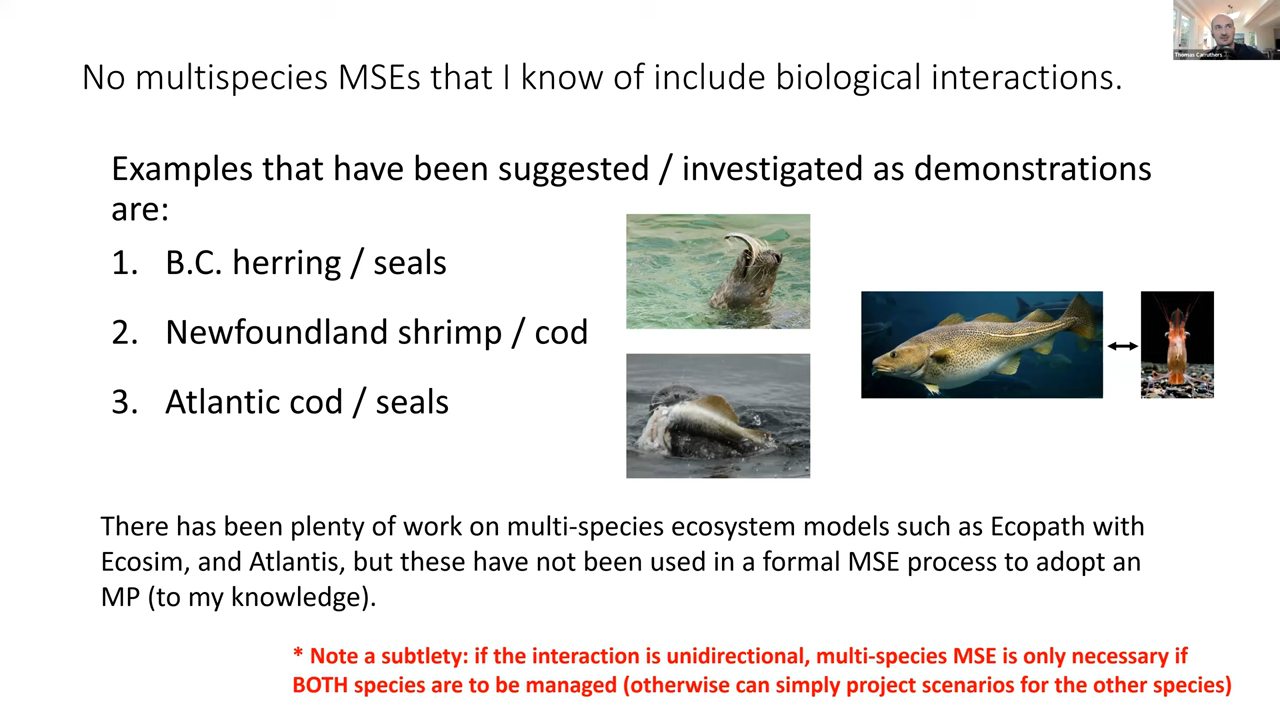 Thomas Carruthers
No multispecies MSEs that I know of include biological interactions.
Examples that have been suggested / investigated as demonstrations
are:
1. B.C. herring / seals
2. Newfoundland shrimp / cod
3. Atlantic cod / seals
There has been plenty of work on multi-species ecosystem models such as Ecopath with
Ecosim, and Atlantis, but these have not been used in a formal MSE process to adopt an
MP (to my knowledge).
* Note a subtlety: if the interaction is unidirectional, multi-species MSE is only necessary if
BOTH species are to be managed (otherwise can simply project scenarios for the other species)